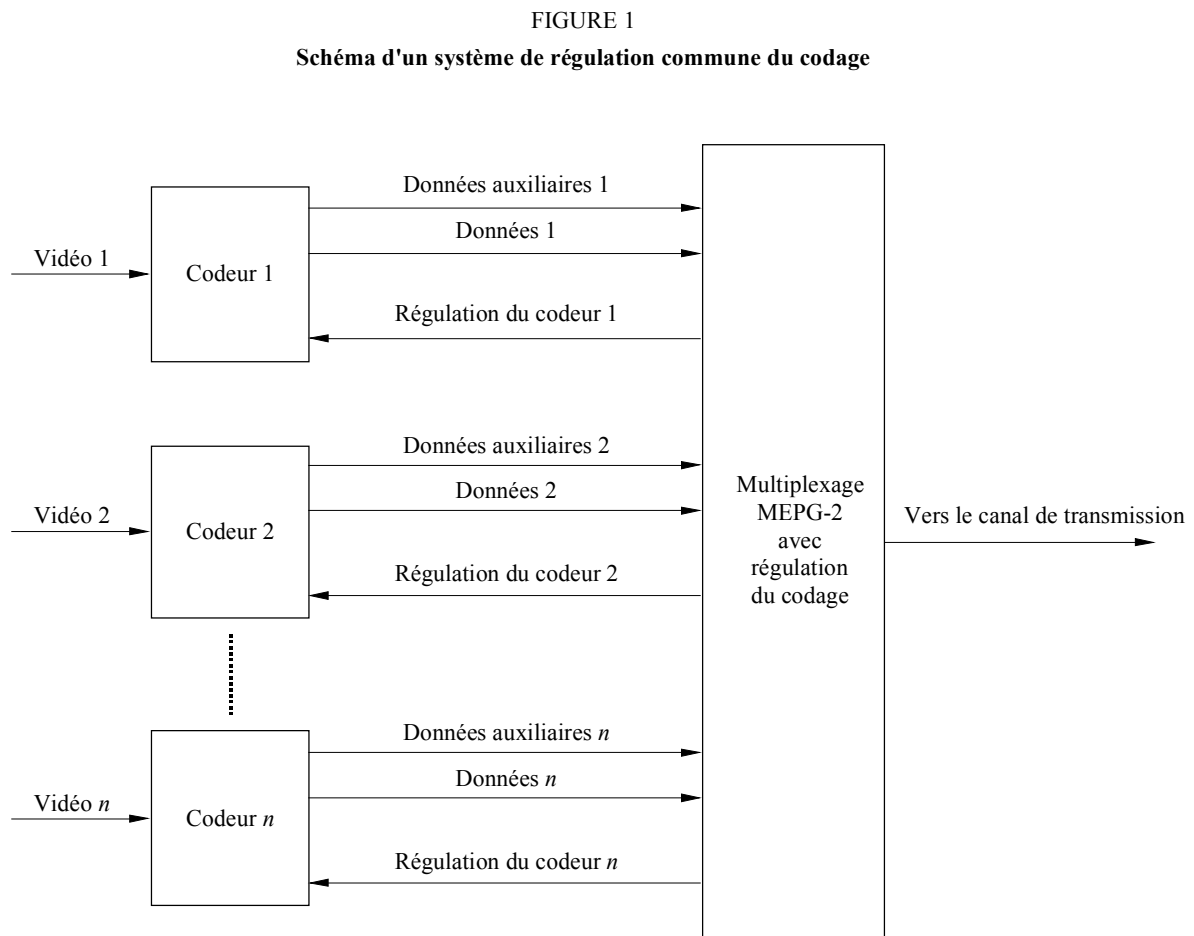 FIGURE 1
Schéma d'un système de régulation commune du codage
Données auxiliaires 1
Données 1
Vidéo 1
Codeur 1
Régulation du codeur 1
Données auxiliaires 2
Données 2
Vidéo 2
Codeur 2
Régulation du codeur 2
Multiplexage
MEPG-2
avec
régulation
du codage
Vers le canal de transmission
Données auxiliaires n
Données n
Vidéo n
Codeur n
Régulation du codeur n